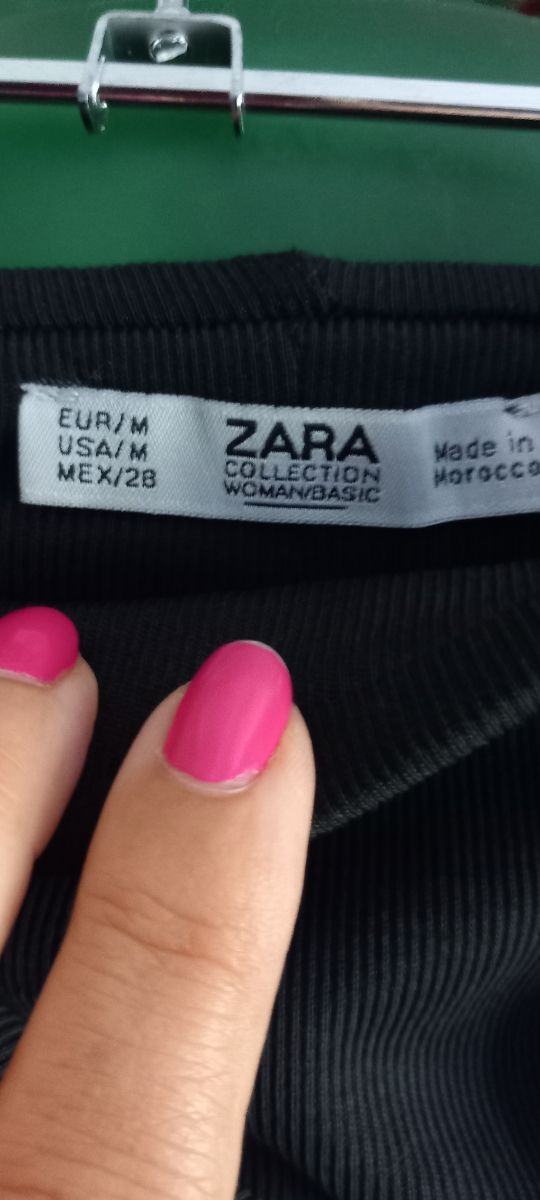 EUR/M
USA/M
MEX/28
ZARA
COLLECTION
WOMAN/BASIC
Made in
Morocco